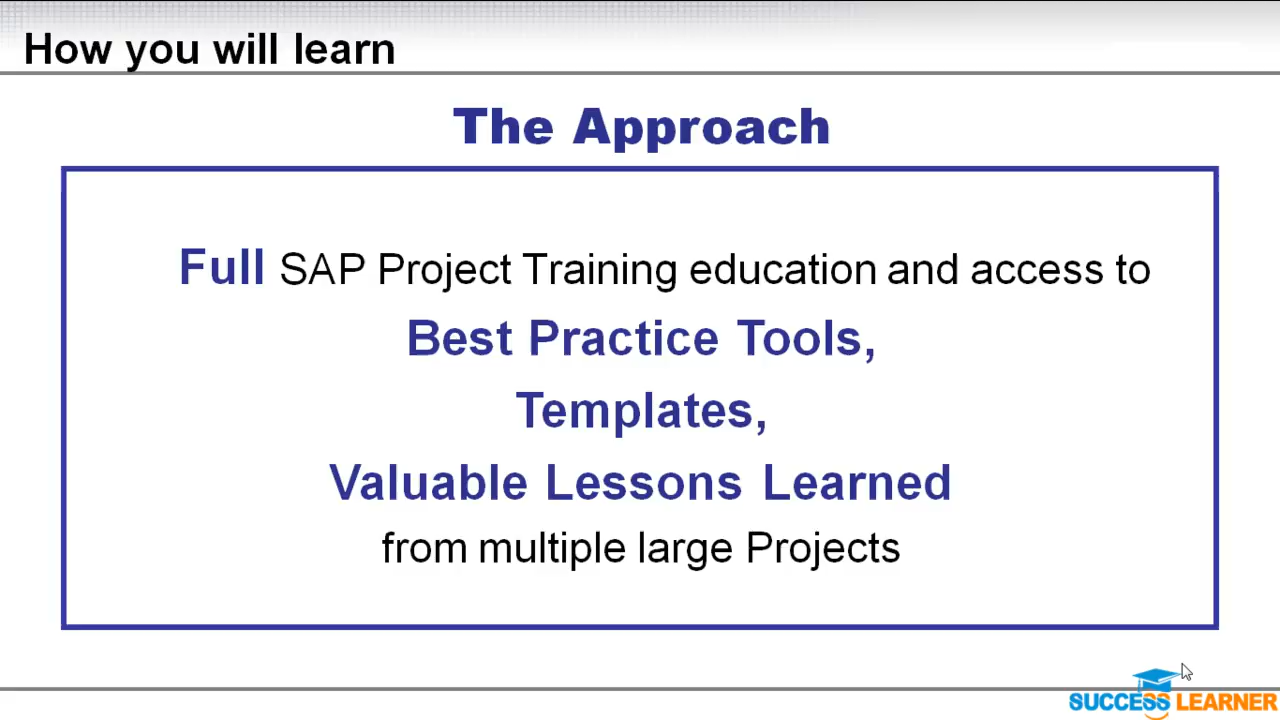 How you will learn
The Approach
Full SAP Project Training education and access to
Best Practice Tools,
Templates,
Valuable Lessons Learned
from multiple large Projects
SUCCESS LEARNER